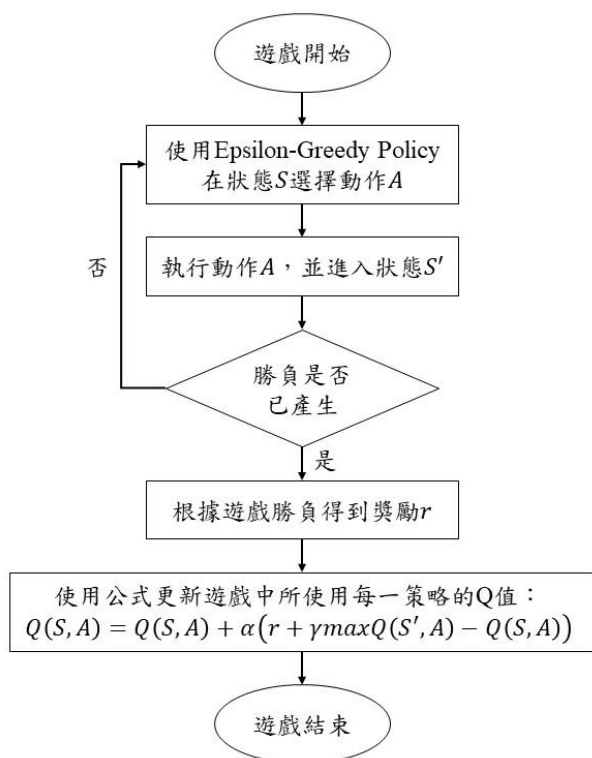 遊戲開始
使用Epsilon-Greedy Policy
在狀態S選擇動作A
否
執行動作A，並進入狀態S′
勝負是否
已產生
是
根據遊戲勝負得到獎勵r
使用公式更新遊戲中所使用每一策略的Q值：
Q(S,A) = Q(S,A) + α(r + γmaxQ(S′,A) − Q(S,A))
遊戲結束